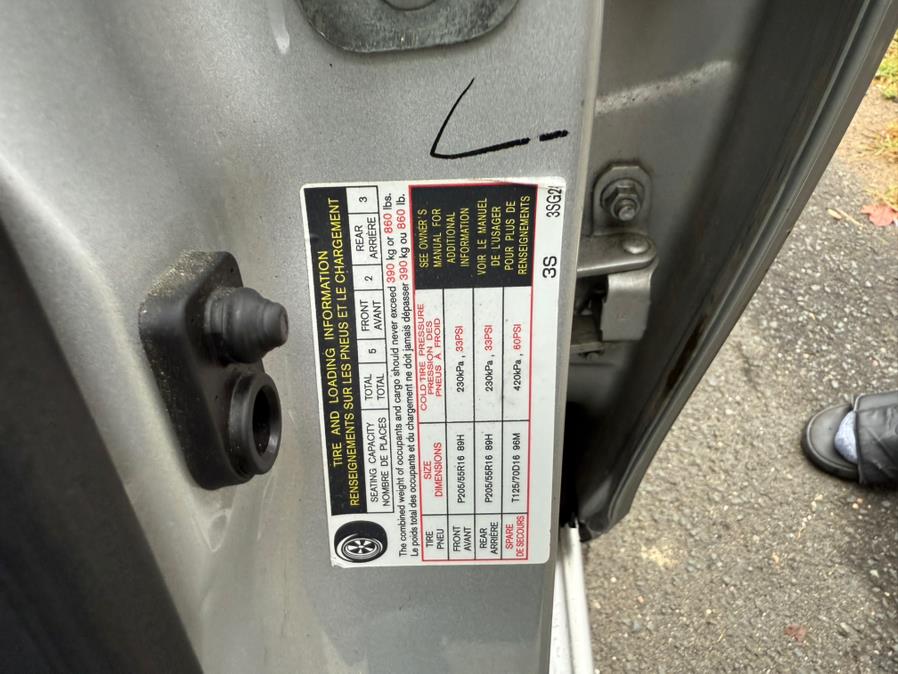 TIRE AND LOADING INFORMATION
RENSEIGNEMENTS SUR LES PNEUS ET LE CHARGEMENT
SEATING CAPACITY TOTAL 5 FRONT 2 REAR 3
NOMBRE DE PLACES TOTAL AVANT ARRIÈRE
The combined weight of occupants and cargo should never exceed 390 kg or 860 lbs.
Le poids total des occupants et du chargement ne doit jamais dépasser 390 kg ou 860 lb.
TIRE SIZE COLD TIRE PRESSURE
PNEU DIMENSIONS PRESSION DES
PNEUS À FROID
FRONT P205/55R16 89H 230kPa, 33PSI
AVANT
REAR P205/55R16 89H 230kPa, 33PSI
ARRIÈRE
SPARE T125/70D16 96M 420kPa, 60PSI
DE SECOURS
SEE OWNER'S
MANUAL FOR
ADDITIONAL
INFORMATION
VOIR LE MANUEL
DE L'USAGER
POUR PLUS DE
RENSEIGNEMENTS
3S 3SG2